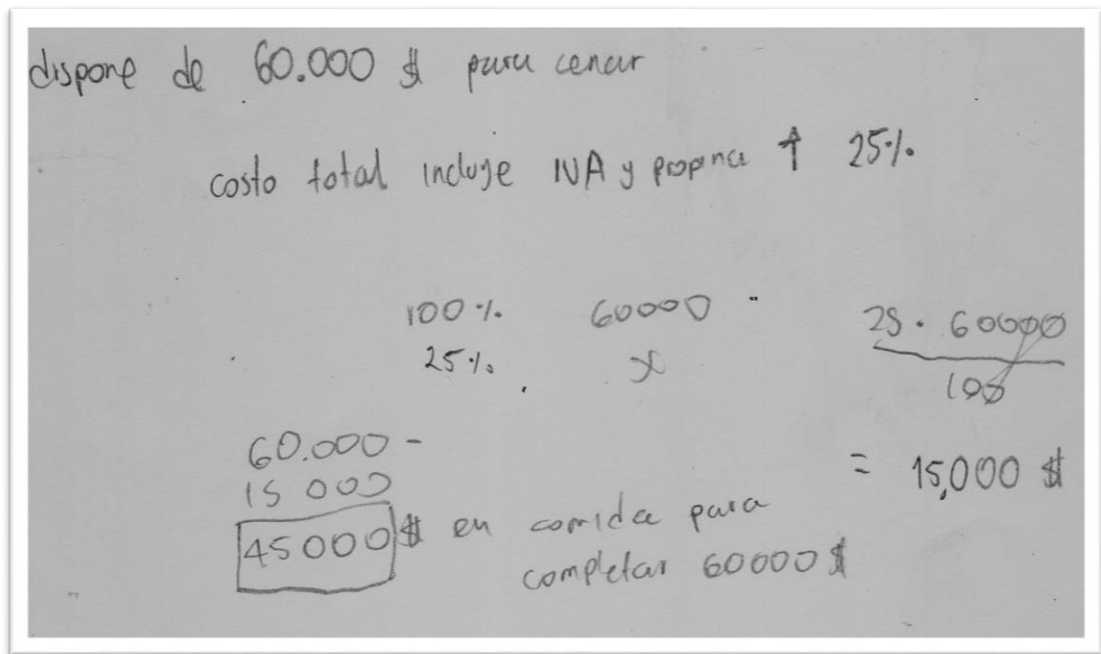 dispone de 60.000 $ para cenar
costo total incluye IVA y propina ↑ 25%
100% 60000
25% x
25 · 60000
100
= 15,000 $
60.000 -
15 000
45000 $ en comida para
completar 60000 $